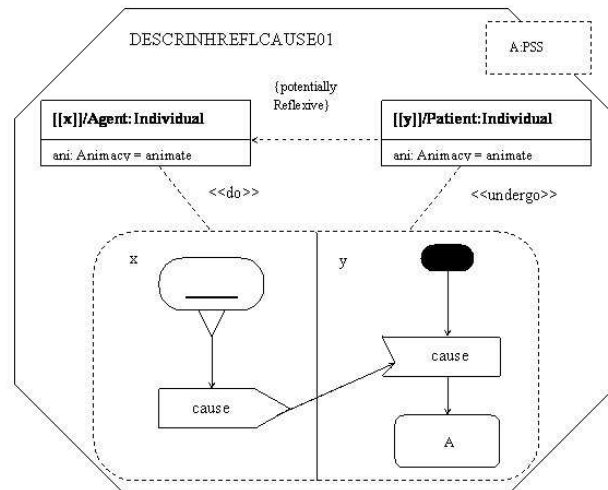 DESCRINHREFLCAUSE01
A:PSS
{potentially
Reflexive}
[[x]]/Agent:Individual
[[y]]/Patient:Individual
ani: Animacy = animate
ani: Animacy = animate
<<do>>
<<undergo>>
x
y
cause
cause
A